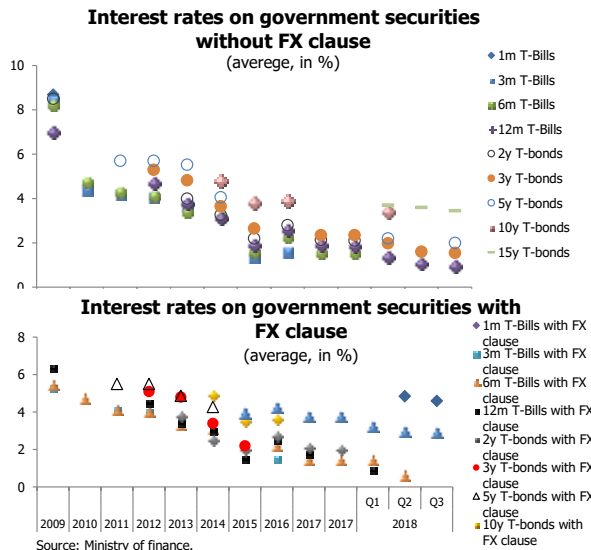 Interest rates on government securities
without FX clause
(averege, in %)
10
8
6
4
2
0
1m T-Bills
3m T-Bills
6m T-Bills
12m T-Bills
2y T-bonds
3y T-bonds
5y T-bonds
10y T-bonds
15y T-bonds
Interest rates on government securities with
FX clause
(average, in %)
8
6
4
2
0
1m T-Bills with FX
clause
3m T-Bills with FX
clause
6m T-Bills with FX
clause
12m T-Bills with FX
clause
2y T-bonds with FX
clause
3y T-bonds with FX
clause
5y T-bonds with FX
clause
10y T-bonds with
FX clause
Q1 Q2 Q3
2009 2010 2011 2012 2013 2014 2015 2016 2017 2017 2018
Source: Ministry of finance.